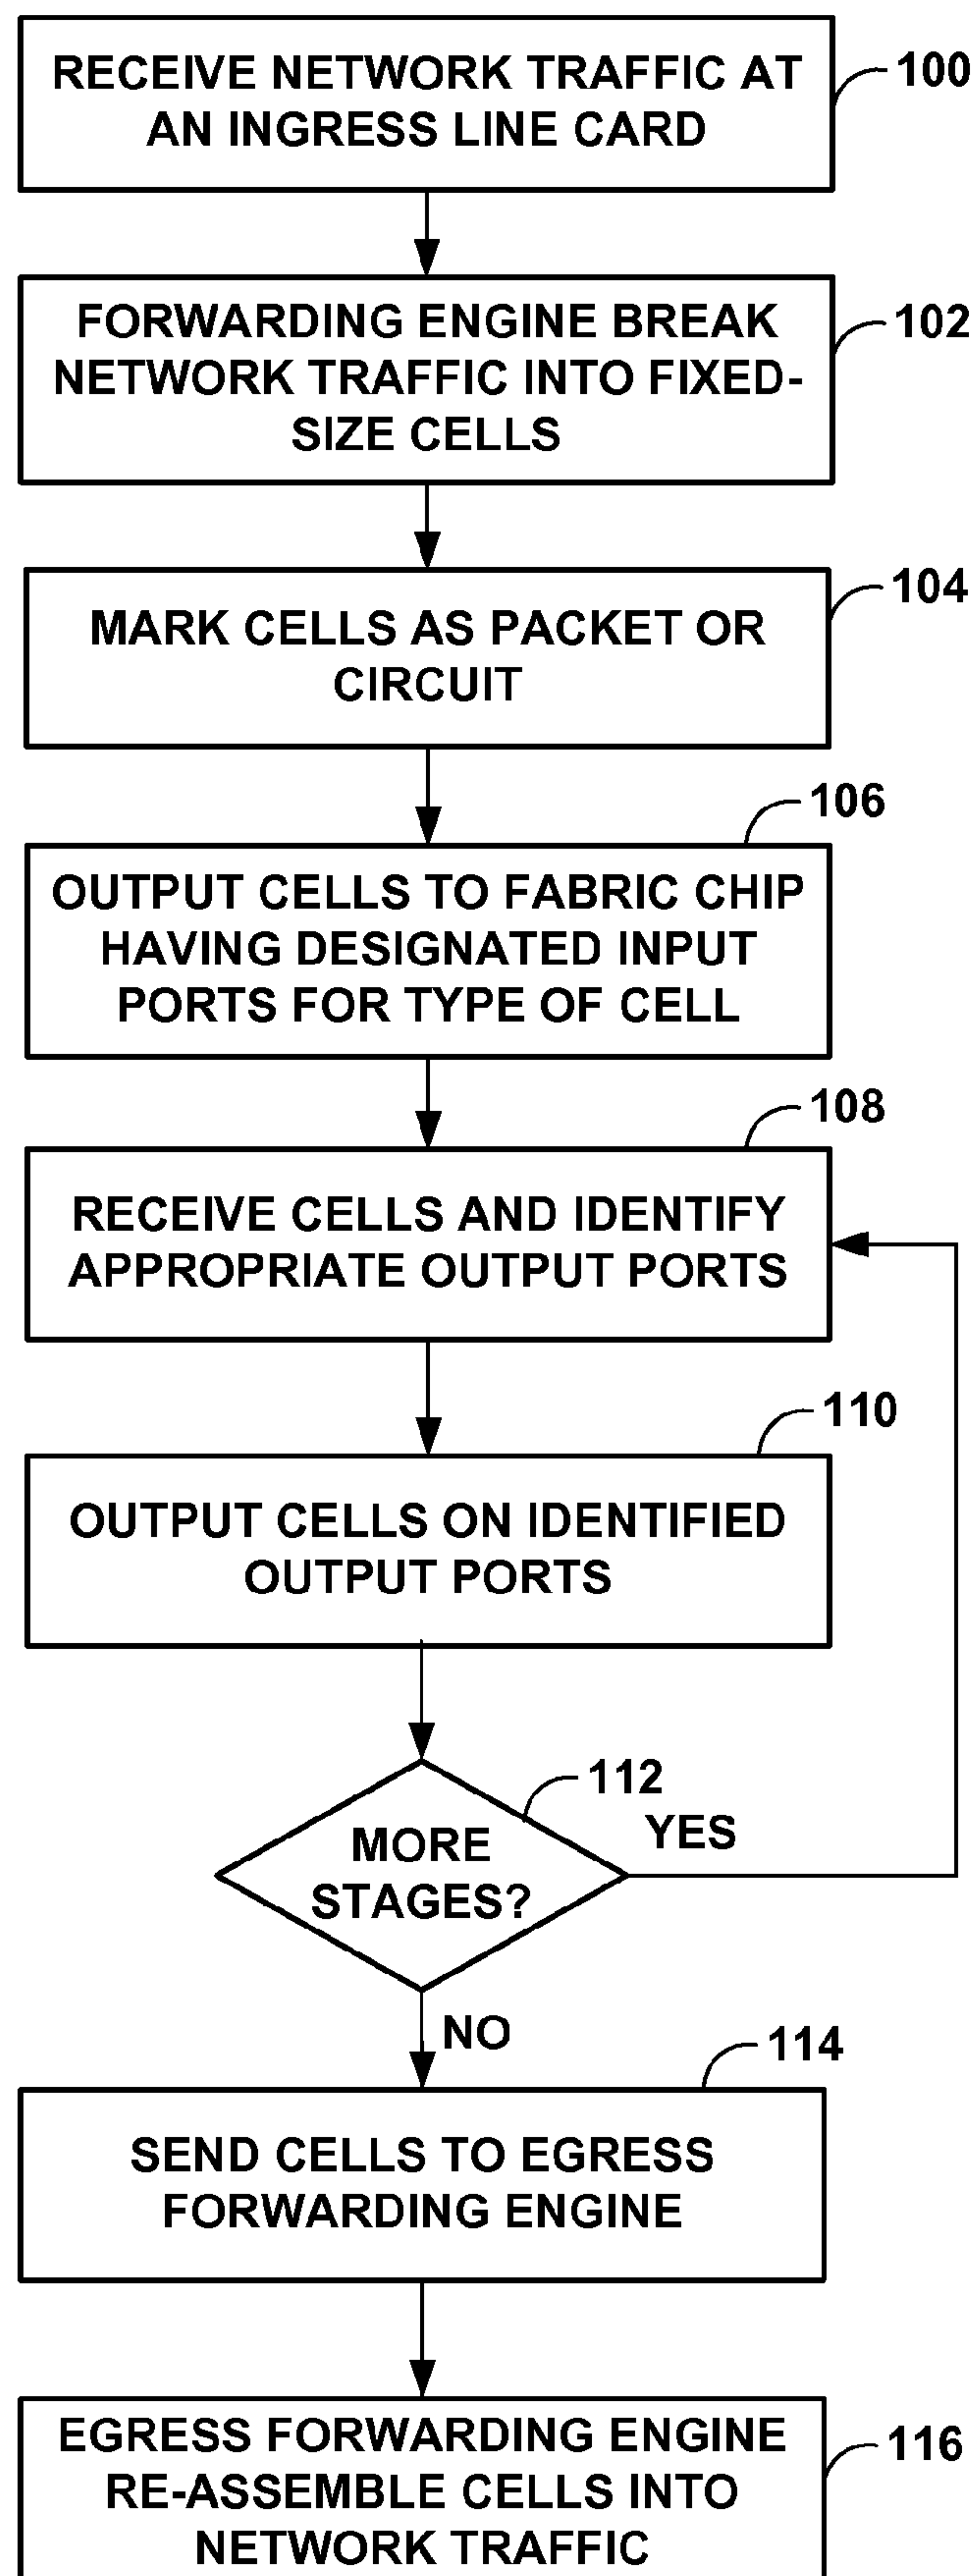 RECEIVE NETWORK TRAFFIC AT
AN INGRESS LINE CARD
100
FORWARDING ENGINE BREAK
NETWORK TRAFFIC INTO FIXED-
SIZE CELLS
102
MARK CELLS AS PACKET OR
CIRCUIT
104
106
OUTPUT CELLS TO FABRIC CHIP
HAVING DESIGNATED INPUT
PORTS FOR TYPE OF CELL
108
RECEIVE CELLS AND IDENTIFY
APPROPRIATE OUTPUT PORTS
110
OUTPUT CELLS ON IDENTIFIED
OUTPUT PORTS
112
MORE
STAGES?
YES
NO
114
SEND CELLS TO EGRESS
FORWARDING ENGINE
EGRESS FORWARDING ENGINE
RE-ASSEMBLE CELLS INTO
NETWORK TRAFFIC
116